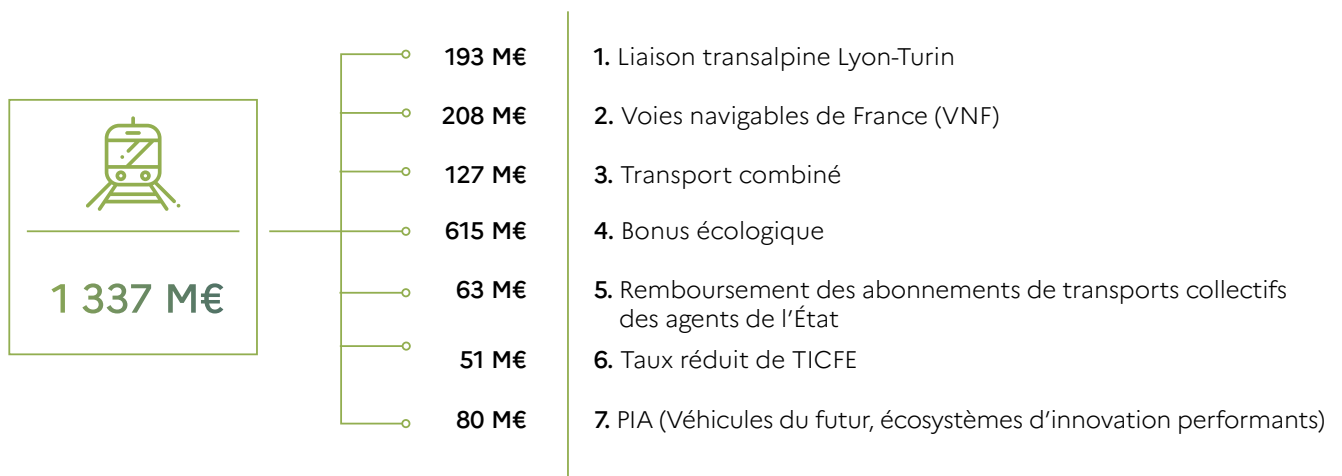 193 M€ 1. Liaison transalpine Lyon-Turin
208 M€ 2. Voies navigables de France (VNF)
127 M€ 3. Transport combiné
615 M€ 4. Bonus écologique
1 337 M€
63 M€ 5. Remboursement des abonnements de transports collectifs
des agents de l’État
51 M€ 6. Taux réduit de TICFE
80 M€ 7. PIA (Véhicules du futur, écosystèmes d’innovation performants)